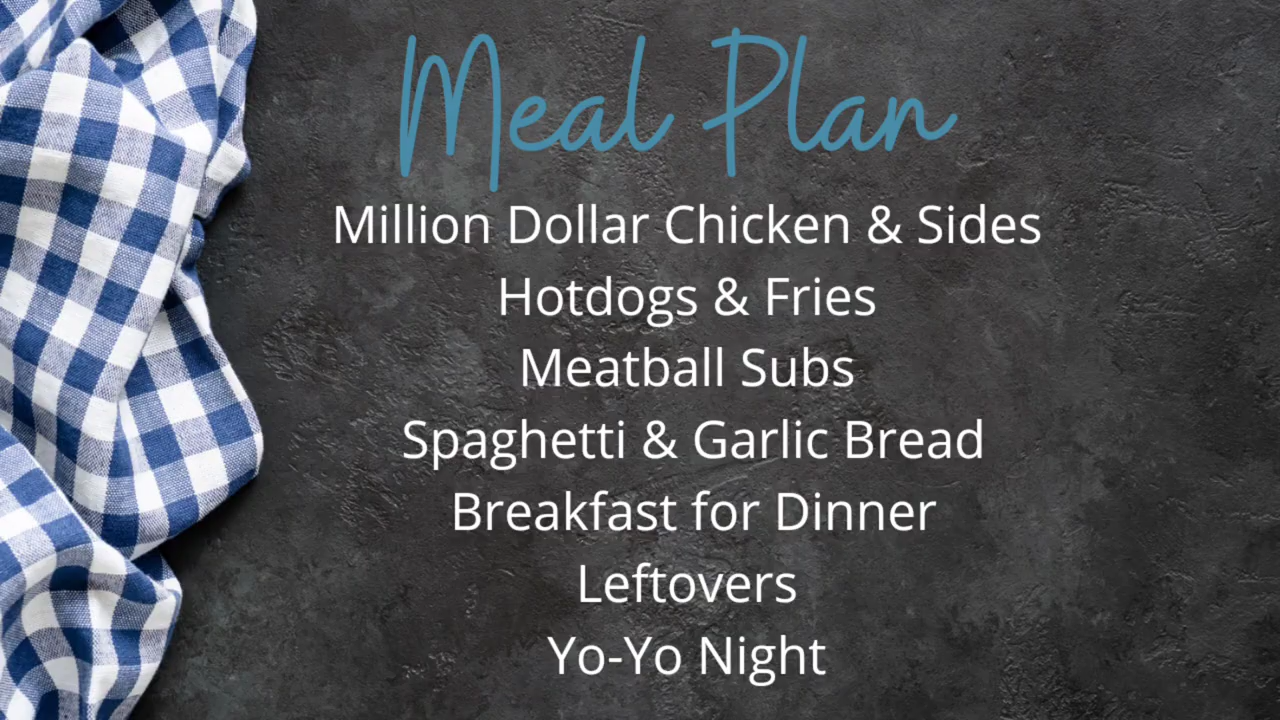 Meal Plan
Million Dollar Chicken & Sides
Hotdogs & Fries
Meatball Subs
Spaghetti & Garlic Bread
Breakfast for Dinner
Leftovers
Yo-Yo Night